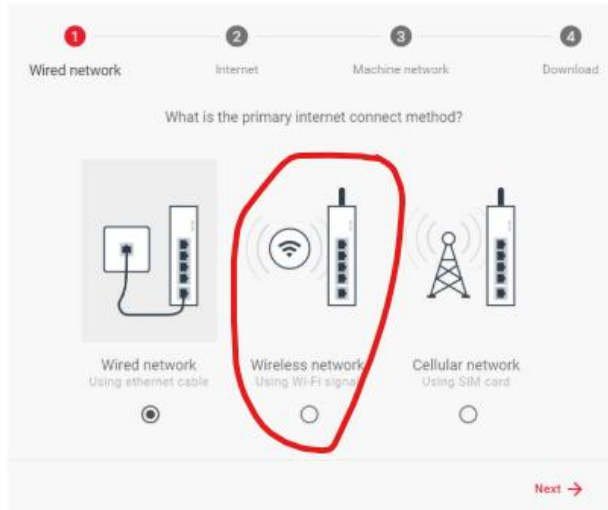 1 2 3 4
Wired network Internet Machine network Download
What is the primary internet connect method?
Wired network Wireless network Cellular network
Using ethernet cable Using Wi-Fi signal Using SIM card
Next →